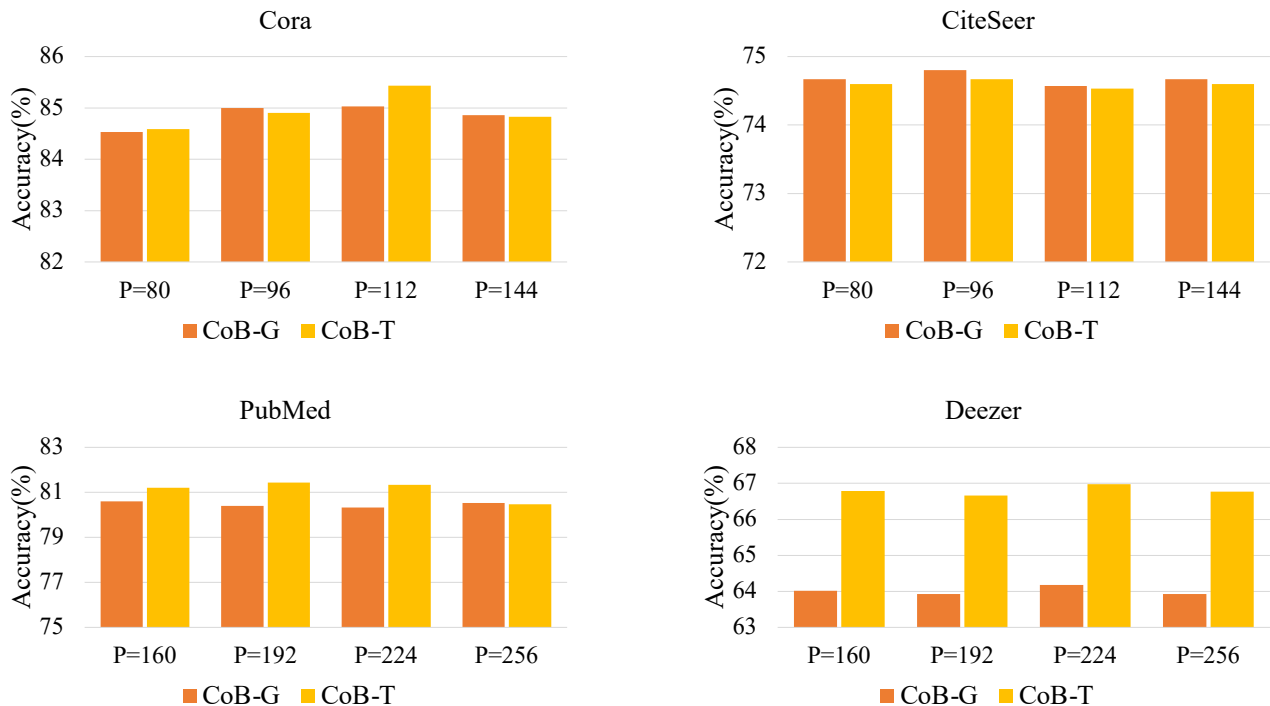 Cora
Accuracy(%)
86
85
84
83
82
P=80 P=96 P=112 P=144
CoB-G CoB-T
CiteSeer
Accuracy(%)
75
74
73
72
P=80 P=96 P=112 P=144
CoB-G CoB-T
PubMed
Accuracy(%)
83
81
79
77
75
P=160 P=192 P=224 P=256
CoB-G CoB-T
Deezer
Accuracy(%)
68
67
66
65
64
63
P=160 P=192 P=224 P=256
CoB-G CoB-T